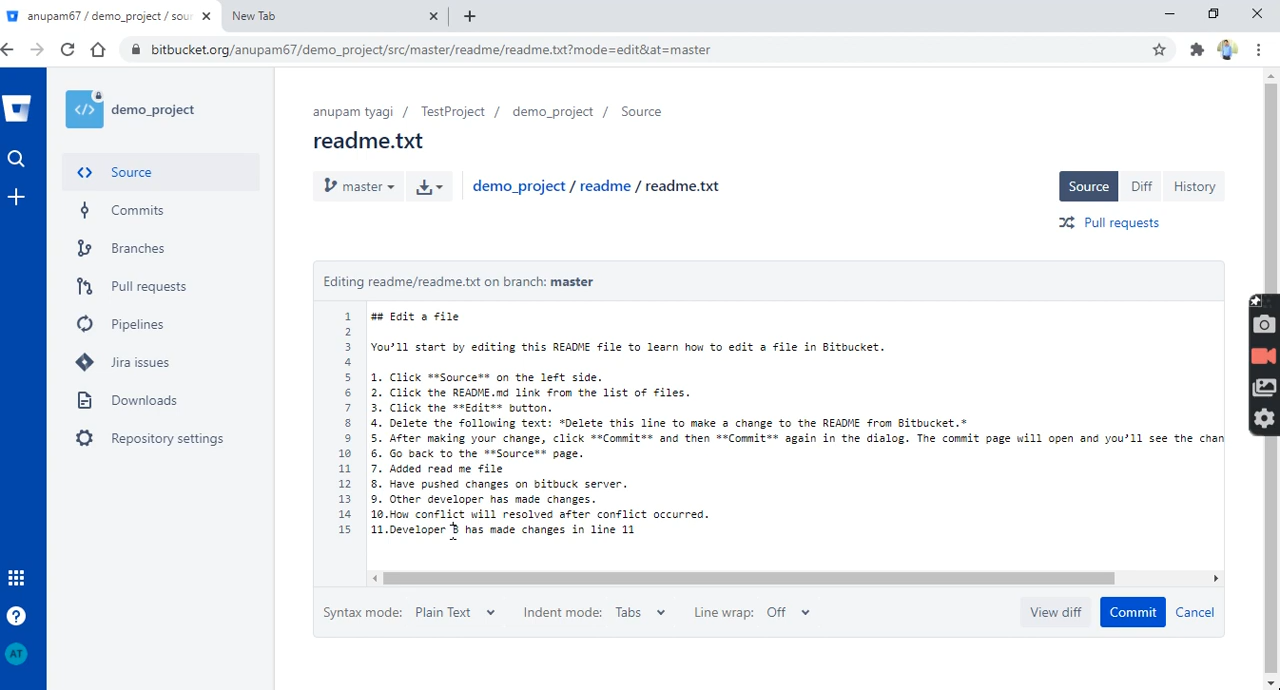 anupam67 / demo_project / sour
New Tab
bitbucket.org/anupam67/demo_project/src/master/readme/readme.txt?mode=edit&at=master
demo_project
Source
Commits
Branches
Pull requests
Pipelines
Jira issues
Downloads
Repository settings
AT
anupam tyagi / TestProject / demo_project / Source
readme.txt
master
demo_project / readme / readme.txt
Source Diff History
Pull requests
Editing readme/readme.txt on branch: master
1 ## Edit a file
2
3 You’ll start by editing this README file to learn how to edit a file in Bitbucket.
4
5 1. Click **Source** on the left side.
6 2. Click the README.md link from the list of files.
7 3. Click the **Edit** button.
8 4. Delete the following text: *Delete this line to make a change to the README from Bitbucket.*
9 5. After making your change, click **Commit** and then **Commit** again in the dialog. The commit page will open and you’ll see the chan
10 6. Go back to the **Source** page.
11 7. Added read me file
12 8. Have pushed changes on bitbuck server.
13 9. Other developer has made changes.
14 10.How conflict will resolved after conflict occurred.
15 11.Developer B has made changes in line 11
Syntax mode: Plain Text Indent mode: Tabs Line wrap: Off View diff Commit Cancel